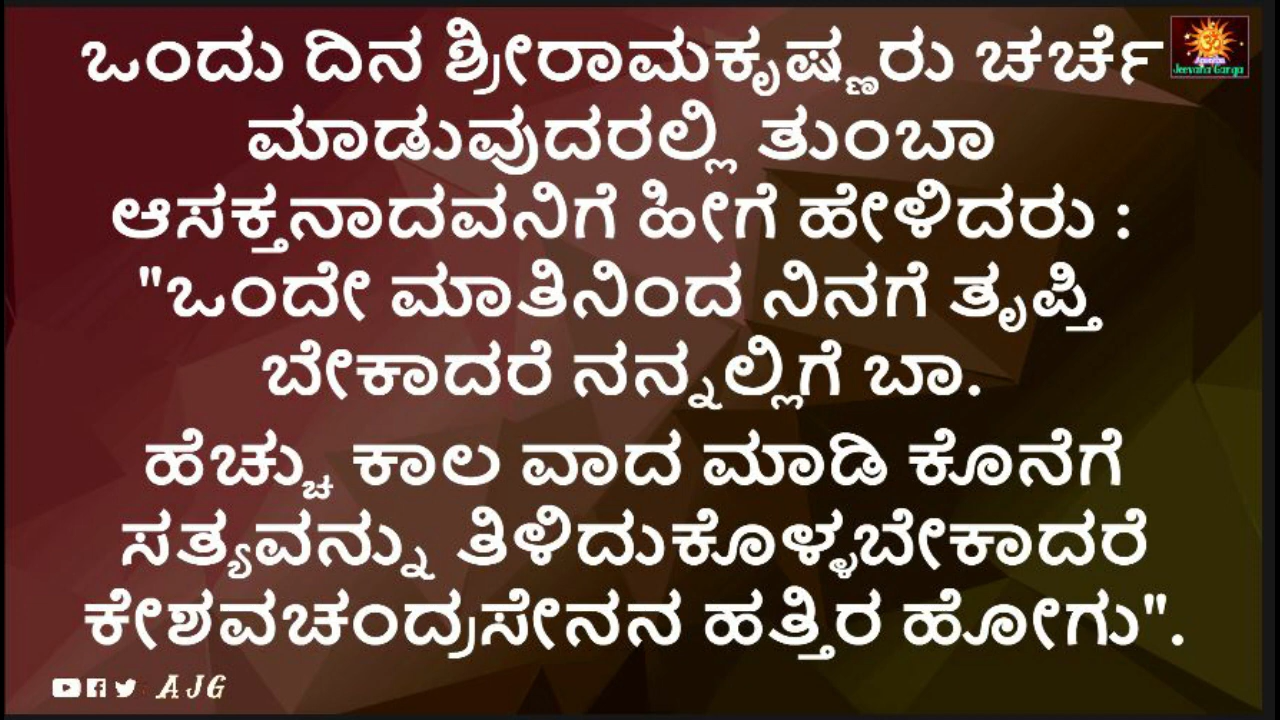 ಒಂದು ದಿನ ಶ್ರೀರಾಮಕೃಷ್ಣರು ಚರ್ಚೆ
ಮಾಡುವುದರಲ್ಲಿ ತುಂಬಾ
ಆಸಕ್ತನಾದವನಿಗೆ ಹೀಗೆ ಹೇಳಿದರು :
"ಒಂದೇ ಮಾತಿನಿಂದ ನಿನಗೆ ತೃಪ್ತಿ
ಬೇಕಾದರೆ ನನ್ನಲ್ಲಿಗೆ ಬಾ.
ಹೆಚ್ಚು ಕಾಲ ವಾದ ಮಾಡಿ ಕೊನೆಗೆ
ಸತ್ಯವನ್ನು ತಿಳಿದುಕೊಳ್ಳಬೇಕಾದರೆ
ಕೇಶವಚಂದ್ರಸೇನನ ಹತ್ತಿರ ಹೋಗು".
AJG